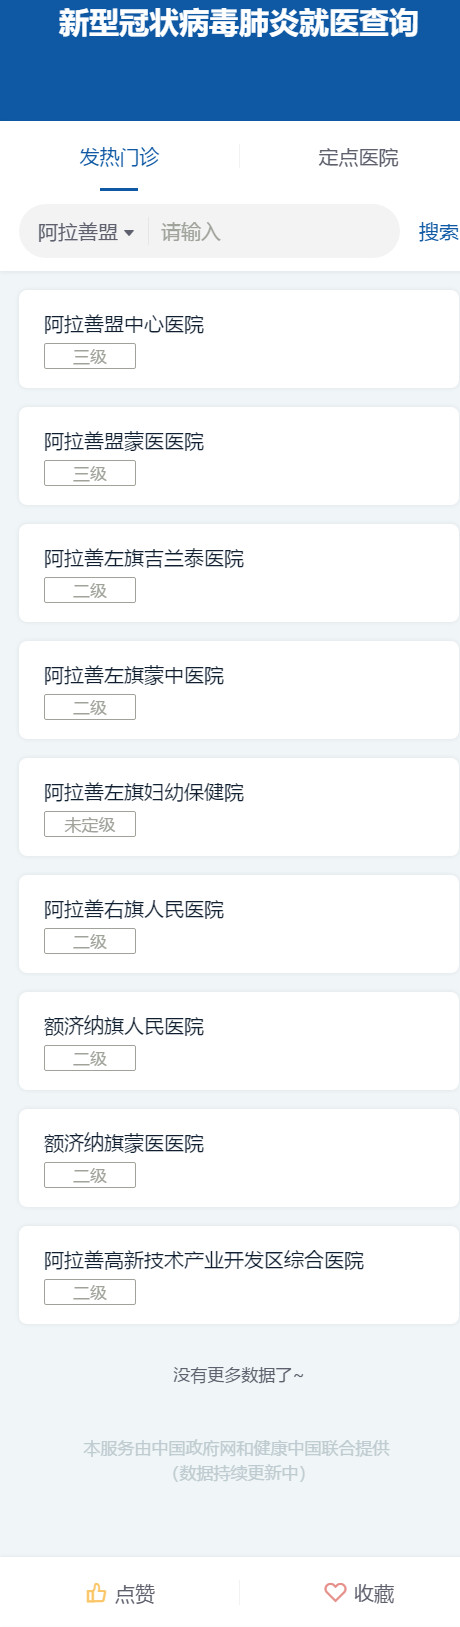 新型冠状病毒肺炎就医查询
发热门诊 定点医院
阿拉善盟 请输入 搜索
阿拉善盟中心医院
三级
阿拉善盟蒙医医院
三级
阿拉善左旗吉兰泰医院
二级
阿拉善左旗蒙中医院
二级
阿拉善左旗妇幼保健院
未定级
阿拉善右旗人民医院
二级
额济纳旗人民医院
二级
额济纳旗蒙医医院
二级
阿拉善高新技术产业开发区综合医院
二级
没有更多数据了~
本服务由中国政府网和健康中国联合提供
（数据持续更新中）
点赞 收藏